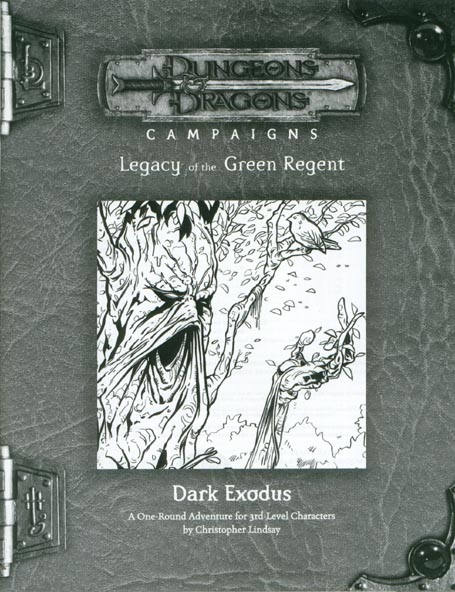 DUNGEONS
& DRAGONS
CAMPAIGNS
Legacy of the Green Regent
Dark Exodus
A One-Round Adventure for 3rd-Level Characters
by Christopher Lindsay